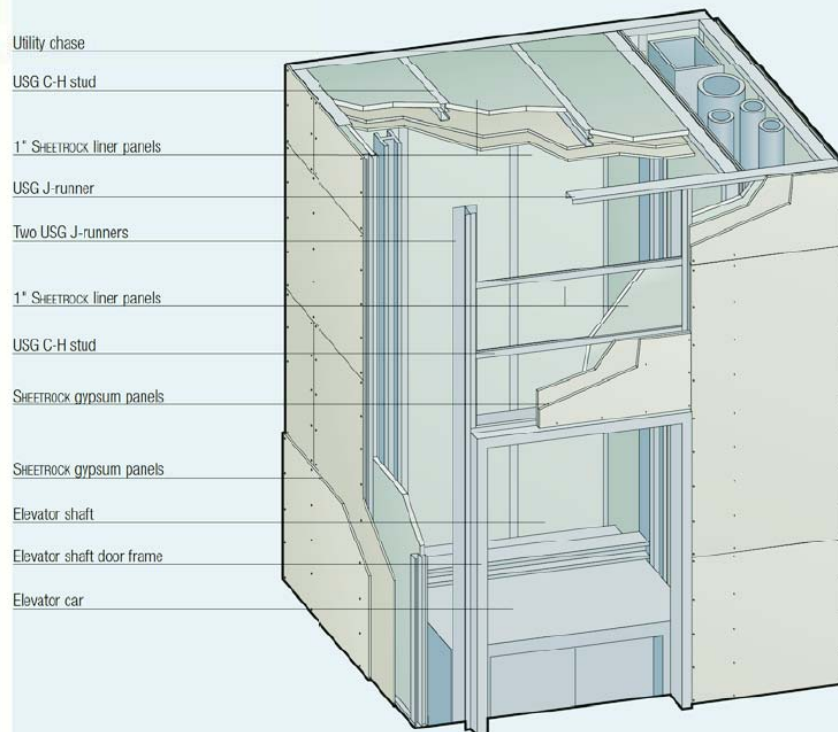 Utility chase
USG C-H stud
1" SHEETROCK liner panels
USG J-runner
Two USG J-runners
1" SHEETROCK liner panels
USG C-H stud
SHEETROCK gypsum panels
SHEETROCK gypsum panels
Elevator shaft
Elevator shaft door frame
Elevator car